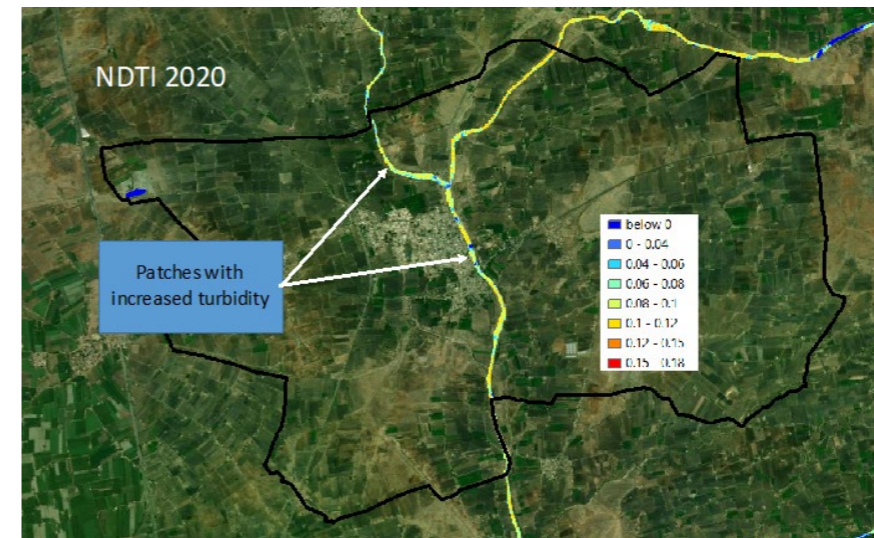 NDTI 2020
Patches with
increased turbidity
below 0
0 - 0.04
0.04 - 0.06
0.06 - 0.08
0.08 - 0.1
0.1 - 0.12
0.12 - 0.15
0.15 - 0.18